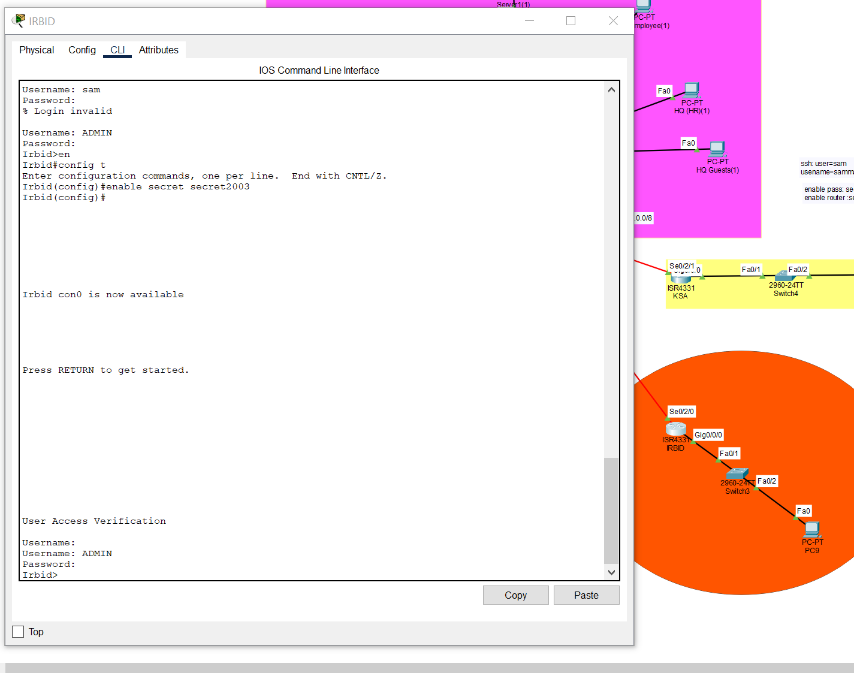 IRBID
Physical Config CLI Attributes
IOS Command Line Interface
Username: sam
Password:
% Login invalid
Username: ADMIN
Password:
Irbid>en
Irbid#config t
Enter configuration commands, one per line.  End with CNTL/Z.
Irbid(config)#enable secret secret2003
Irbid(config)#
Irbid con0 is now available
Press RETURN to get started.
User Access Verification
Username:
Username: ADMIN
Password:
Irbid>
Copy Paste
Top
Server1(1)
PC-PT
mployee(1)
Fa0
PC-PT
HQ (HR)(1)
Fa0
PC-PT
HQ Guests(1)
0.0/8
ssh: user=sam
usename=samm
enable pass: se
enable router :s
Se0/2/1
Fa0/1
Fa0/2
ISR4331
KSA
2960-24TT
Switch4
Se0/2/0
ISR4331
IRBID
Gig0/0/0
Fa0/1
2960-24TT
Switch3
Fa0/2
Fa0
PC-PT
PC9